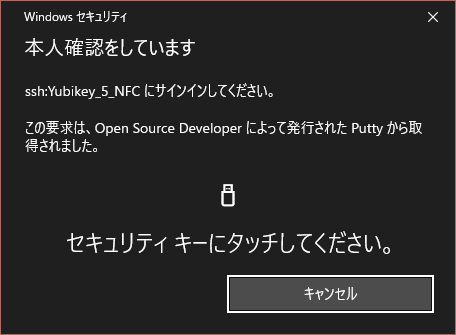 Windows セキュリティ
本人確認をしています
ssh:Yubikey_5_NFC にサインインしてください。
この要求は、Open Source Developer によって発行された Putty から取
得されました。
セキュリティ キーにタッチしてください。
キャンセル